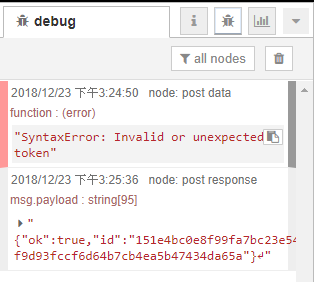 debug
all nodes
2018/12/23 下午3:24:50 node: post data
function : (error)
"SyntaxError: Invalid or unexpected
token"
2018/12/23 下午3:25:36 node: post response
msg.payload : string[95]
"
{"ok":true,"id":"151e4bc0e8f99fa7bc23e54
f9d93fccf6d64b7cb4ea5b47434da65a"}↵"